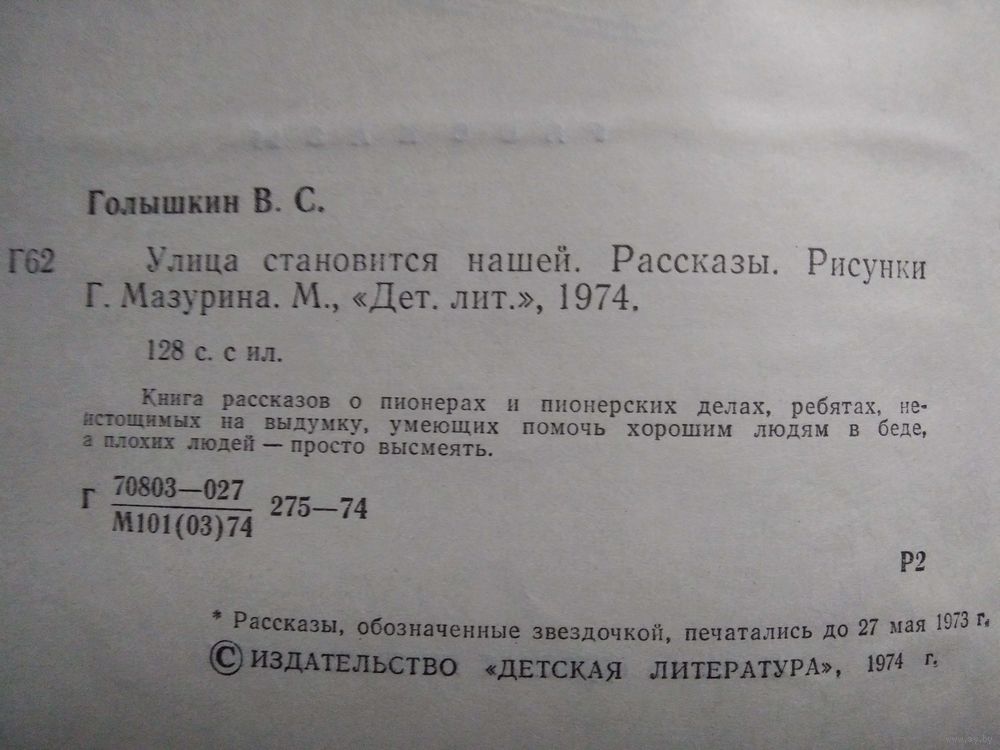 Голышкин В. С.
Г62 Улица становится нашей. Рассказы. Рисунки
Г. Мазурина. М., «Дет. лит.», 1974.
128 с. с ил.
Книга рассказов о пионерах и пионерских делах, ребятах, не-
истощимых на выдумку, умеющих помочь хорошим людям в беде,
а плохих людей — просто высмеять.
Г 70803—027 275—74
М101(03)74
Р2
* Рассказы, обозначенные звездочкой, печатались до 27 мая 1973 г.
© ИЗДАТЕЛЬСТВО «ДЕТСКАЯ ЛИТЕРАТУРА», 1974 г.